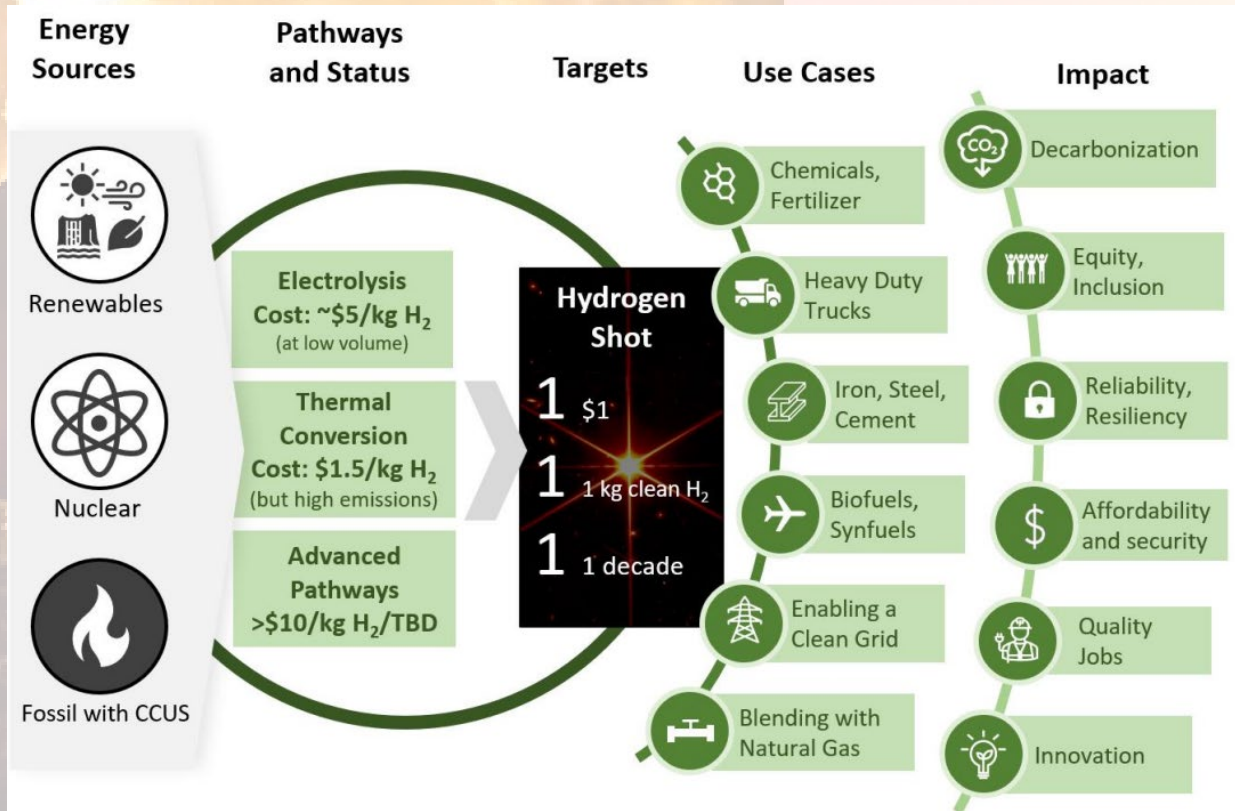 Energy
Sources
Pathways
and Status
Targets
Use Cases
Impact
Renewables
Nuclear
Fossil with CCUS
Electrolysis
Cost: ~$5/kg H₂
(at low volume)
Thermal
Conversion
Cost: $1.5/kg H₂
(but high emissions)
Advanced
Pathways
>$10/kg H₂/TBD
Hydrogen
Shot
1 $1
1 1 kg clean H₂
1 1 decade
Chemicals,
Fertilizer
Heavy Duty
Trucks
Iron, Steel,
Cement
Biofuels,
Synfuels
Enabling a
Clean Grid
Blending with
Natural Gas
CO₂
Decarbonization
Equity,
Inclusion
Reliability,
Resiliency
$
Affordability
and security
Quality
Jobs
Innovation